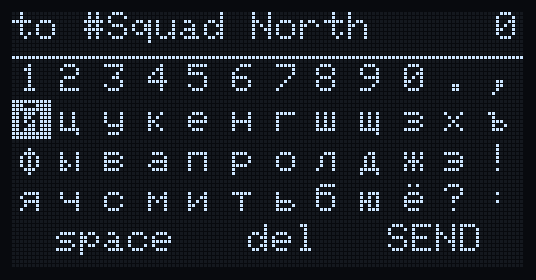 to #Squad North 0
1 2 3 4 5 6 7 8 9 0 . ,
й ц у к е н г ш щ з х ъ
ф ы в а п р о л д ж э !
я ч с м и т ь б ю ё ? :
space del SEND